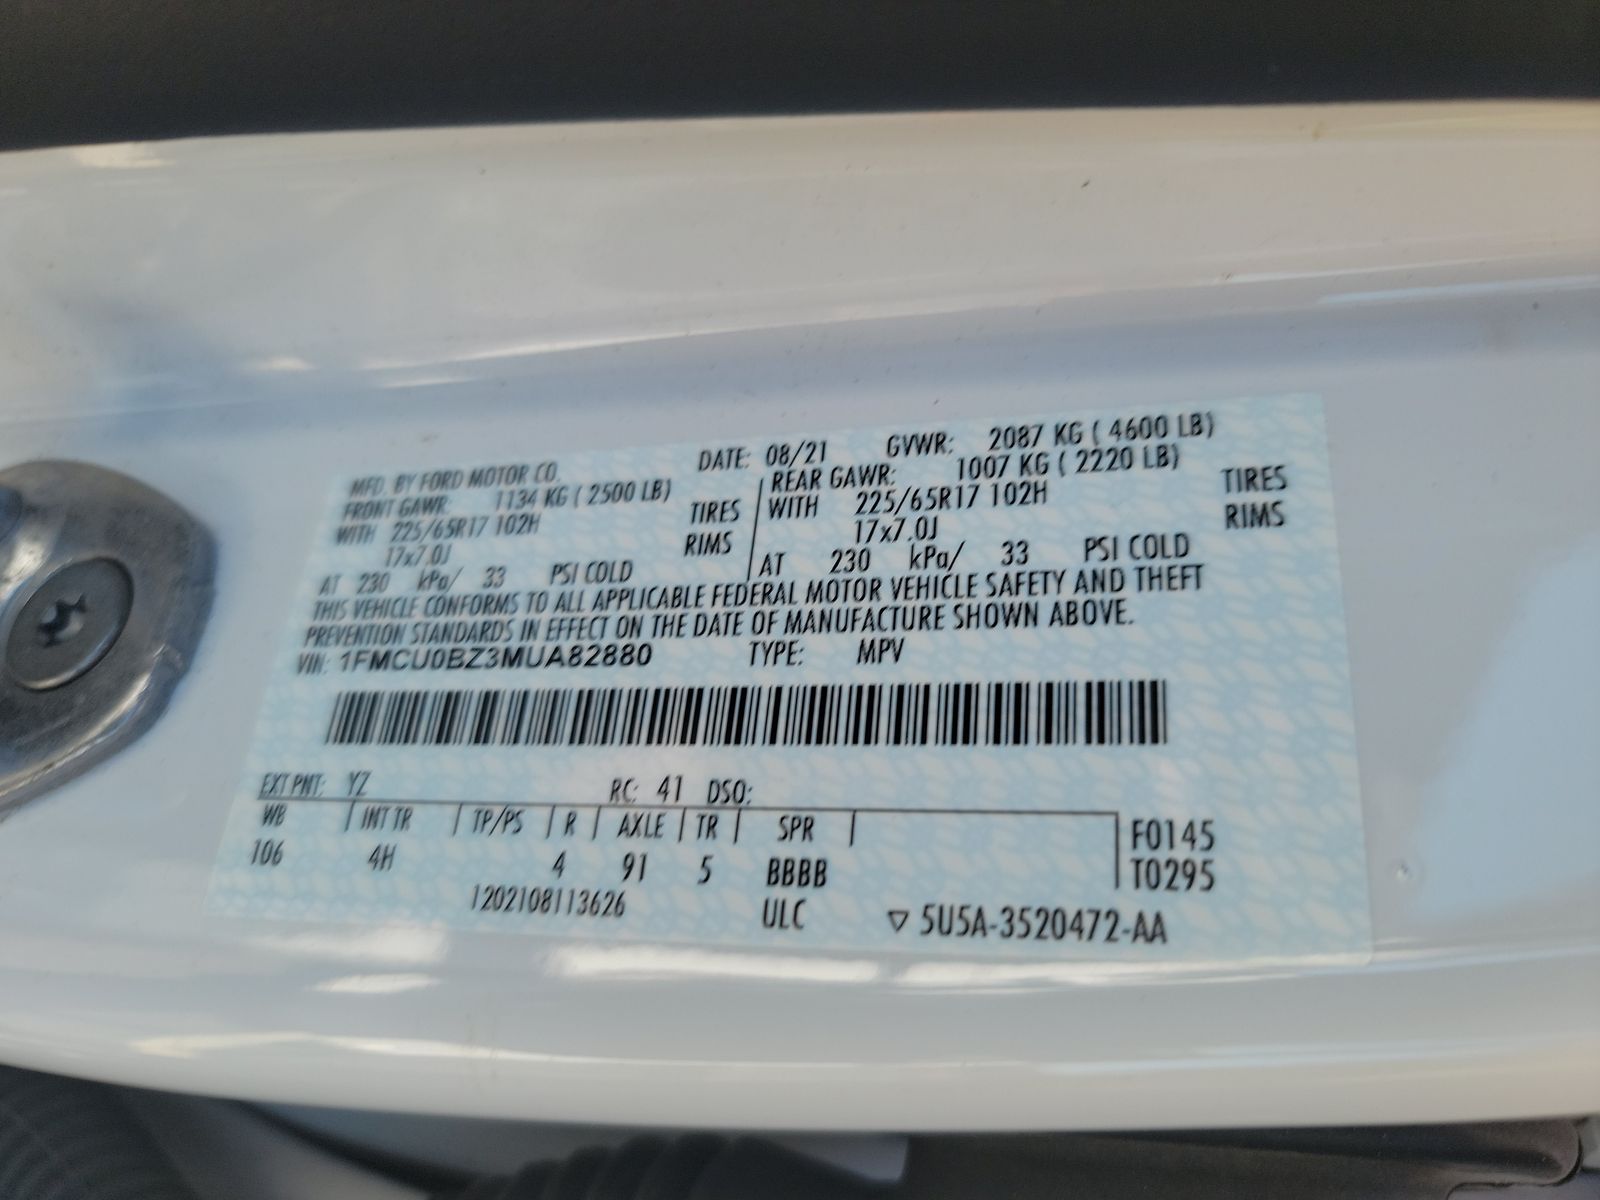 MFD. BY FORD MOTOR CO. DATE: 08/21 GVWR: 2087 KG ( 4600 LB)
FRONT GAWR: 1134 KG ( 2500 LB) REAR GAWR: 1007 KG ( 2220 LB)
WITH 225/65R17 102H TIRES WITH 225/65R17 102H TIRES
17x7.0J RIMS 17x7.0J RIMS
AT 230 kPa/ 33 PSI COLD AT 230 kPa/ 33 PSI COLD
THIS VEHICLE CONFORMS TO ALL APPLICABLE FEDERAL MOTOR VEHICLE SAFETY AND THEFT
PREVENTION STANDARDS IN EFFECT ON THE DATE OF MANUFACTURE SHOWN ABOVE.
VIN: 1FMCU0BZ3MUA82880 TYPE: MPV
EXT PNT: YZ RC: 41 DSO:
WB | INT TR | TP/PS | R | AXLE | TR | SPR | F0145
106 4H 4 91 5 BBBB T0295
1202108113626 ULC ▽ 5U5A-3520472-AA